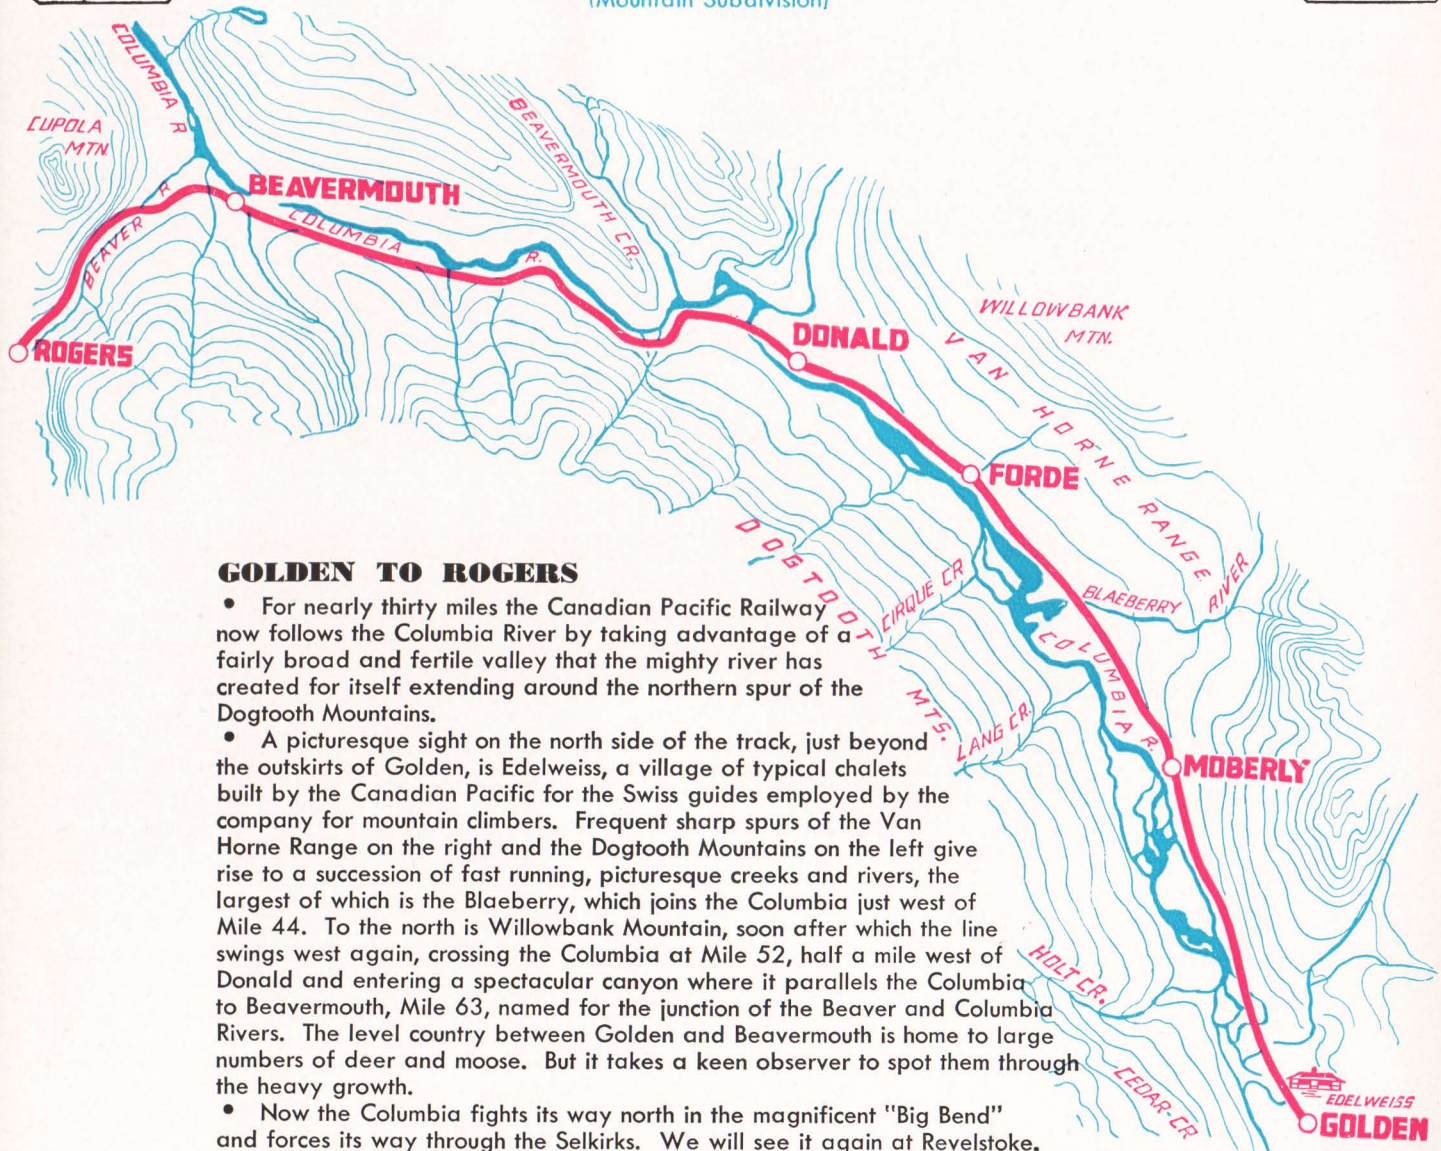 (Mountain Subdivision)
COLUMBIA R
CUPOLA
MTN.
BEAVERMOUTH CR.
BEAVERMOUTH
BEAVER R
COLUMBIA R.
ROGERS
WILLOWBANK
MTN.
DONALD
VAN HORNE RANGE
FORDE
DOGTOOTH MTS.
CIRQUE CR
BLAEBERRY RIVER
COLUMBIA R.
LANG CR.
MOBERLY
HOLT CR.
CEDAR-CR
EDELWEISS
GOLDEN
GOLDEN TO ROGERS
• For nearly thirty miles the Canadian Pacific Railway
now follows the Columbia River by taking advantage of a
fairly broad and fertile valley that the mighty river has
created for itself extending around the northern spur of the
Dogtooth Mountains.
• A picturesque sight on the north side of the track, just beyond
the outskirts of Golden, is Edelweiss, a village of typical chalets
built by the Canadian Pacific for the Swiss guides employed by the
company for mountain climbers. Frequent sharp spurs of the Van
Horne Range on the right and the Dogtooth Mountains on the left give
rise to a succession of fast running, picturesque creeks and rivers, the
largest of which is the Blaeberry, which joins the Columbia just west of
Mile 44. To the north is Willowbank Mountain, soon after which the line
swings west again, crossing the Columbia at Mile 52, half a mile west of
Donald and entering a spectacular canyon where it parallels the Columbia
to Beavermouth, Mile 63, named for the junction of the Beaver and Columbia
Rivers. The level country between Golden and Beavermouth is home to large
numbers of deer and moose. But it takes a keen observer to spot them through
the heavy growth.
• Now the Columbia fights its way north in the magnificent "Big Bend"
and forces its way through the Selkirks. We will see it again at Revelstoke.